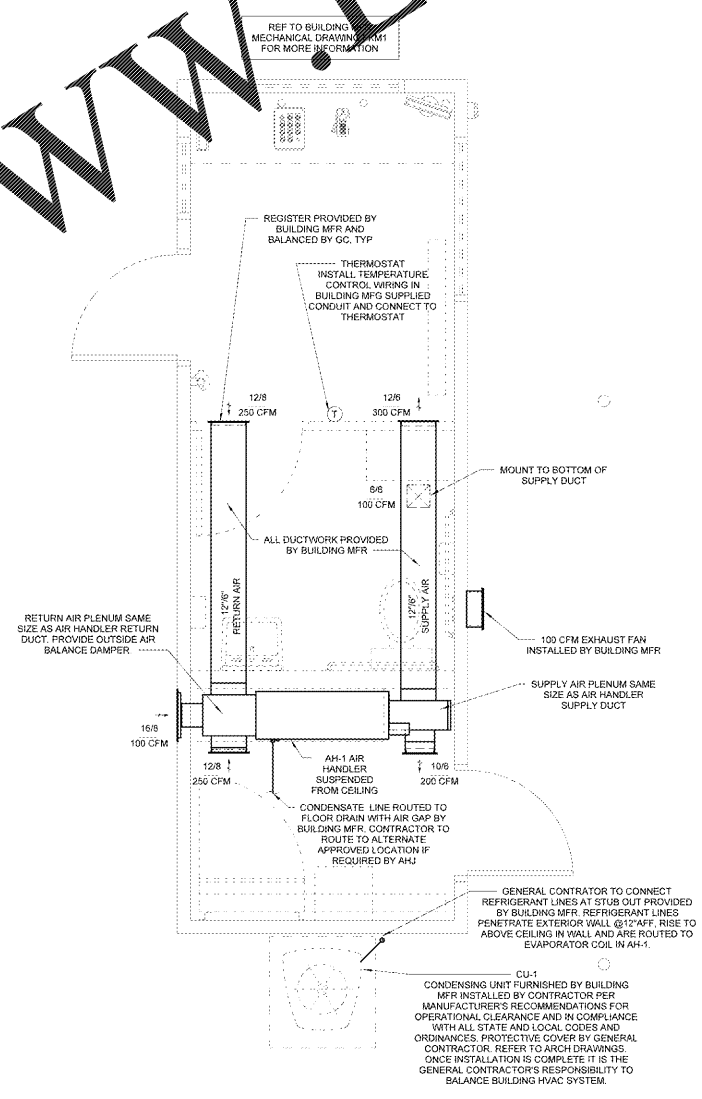 REF TO BUILDING
MECHANICAL DRAWING
FOR MORE INFORMATION
REGISTER PROVIDED BY
BUILDING MFR AND
BALANCED BY GC, TYP
THERMOSTAT
INSTALL TEMPERATURE
CONTROL WIRING IN
BUILDING MFG SUPPLIED
CONDUIT AND CONNECT TO
THERMOSTAT
12/8
250 CFM
T
12/6
300 CFM
MOUNT TO BOTTOM OF
SUPPLY DUCT
6/6
100 CFM
ALL DUCTWORK PROVIDED
BY BUILDING MFR
12"/6"
RETURN AIR
12"/6"
SUPPLY AIR
RETURN AIR PLENUM SAME
SIZE AS AIR HANDLER RETURN
DUCT. PROVIDE OUTSIDE AIR
BALANCE DAMPER
100 CFM EXHAUST FAN
INSTALLED BY BUILDING MFR
SUPPLY AIR PLENUM SAME
SIZE AS AIR HANDLER
SUPPLY DUCT
16/8
100 CFM
12/8
250 CFM
AH-1 AIR
HANDLER
SUSPENDED
FROM CEILING
10/6
200 CFM
CONDENSATE LINE ROUTED TO
FLOOR DRAIN WITH AIR GAP BY
BUILDING MFR. CONTRACTOR TO
ROUTE TO ALTERNATE
APPROVED LOCATION IF
REQUIRED BY AHJ
GENERAL CONTRATOR TO CONNECT
REFRIGERANT LINES AT STUB OUT PROVIDED
BY BUILDING MFR. REFRIGERANT LINES
PENETRATE EXTERIOR WALL @12"AFF, RISE TO
ABOVE CEILING IN WALL AND ARE ROUTED TO
EVAPORATOR COIL IN AH-1.
CU-1
CONDENSING UNIT FURNISHED BY BUILDING
MFR INSTALLED BY CONTRACTOR PER
MANUFACTURER'S RECOMMENDATIONS FOR
OPERATIONAL CLEARANCE AND IN COMPLIANCE
WITH ALL STATE AND LOCAL CODES AND
ORDINANCES. PROTECTIVE COVER BY GENERAL
CONTRACTOR. REFER TO ARCH DRAWINGS.
ONCE INSTALLATION IS COMPLETE IT IS THE
GENERAL CONTRACTOR'S RESPONSIBILITY TO
BALANCE BUILDING HVAC SYSTEM.